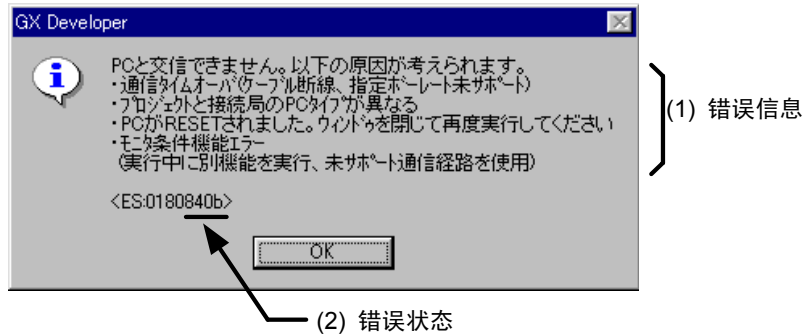 GX Developer
PCと交信できません。以下の原因が考えられます。
・通信ﾀｲﾑｵｰﾊﾞ(ｹｰﾌﾞﾙ断線、指定ﾎﾞｰﾚｰﾄ未ｻﾎﾟｰﾄ)
・ﾌﾟﾛｼﾞｪｸﾄと接続局のPCﾀｲﾌﾟが異なる
・PCがRESETされました。ｳｨﾝﾄﾞｩを閉じて再度実行してください
・ﾓﾆﾀ条件機能ｴﾗｰ
(実行中に別機能を実行、未ｻﾎﾟｰﾄ通信経路を使用)
<ES:0180840b>
OK
(1) 错误信息
(2) 错误状态